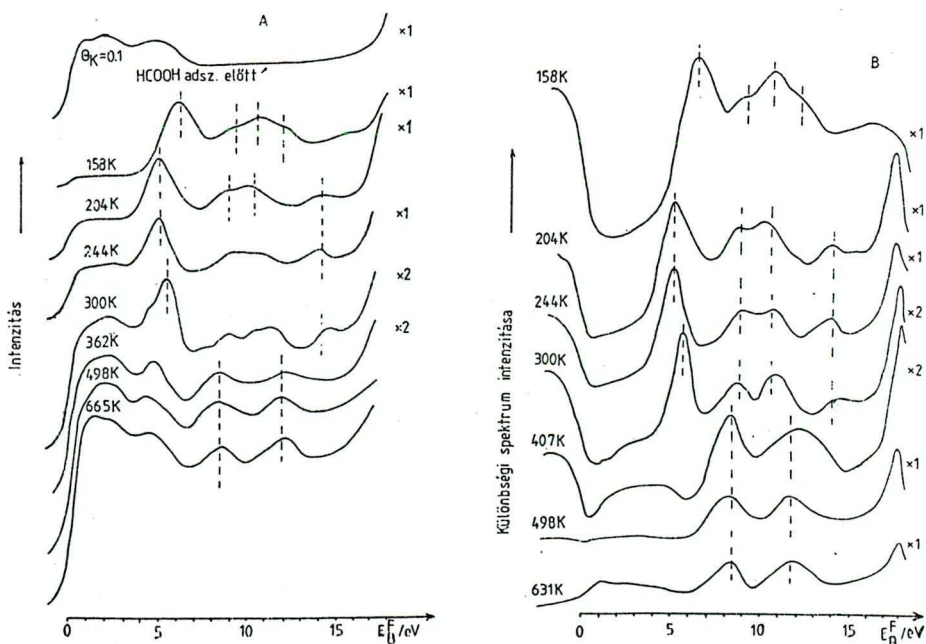 A
×1
Θ_K=0.1
HCOOH adsz. előtt
×1
×1
158K
204K
×1
244K
×2
300K
×2
362K
498K
665K
Intenzitás
0 5 10 15 E_B^F/eV
B
158K
×1
204K
×1
244K
×1
300K
×2
407K
×2
498K
×1
631K
×1
Különbségi spektrum intenzitása
0 5 10 15 E_B^F/eV